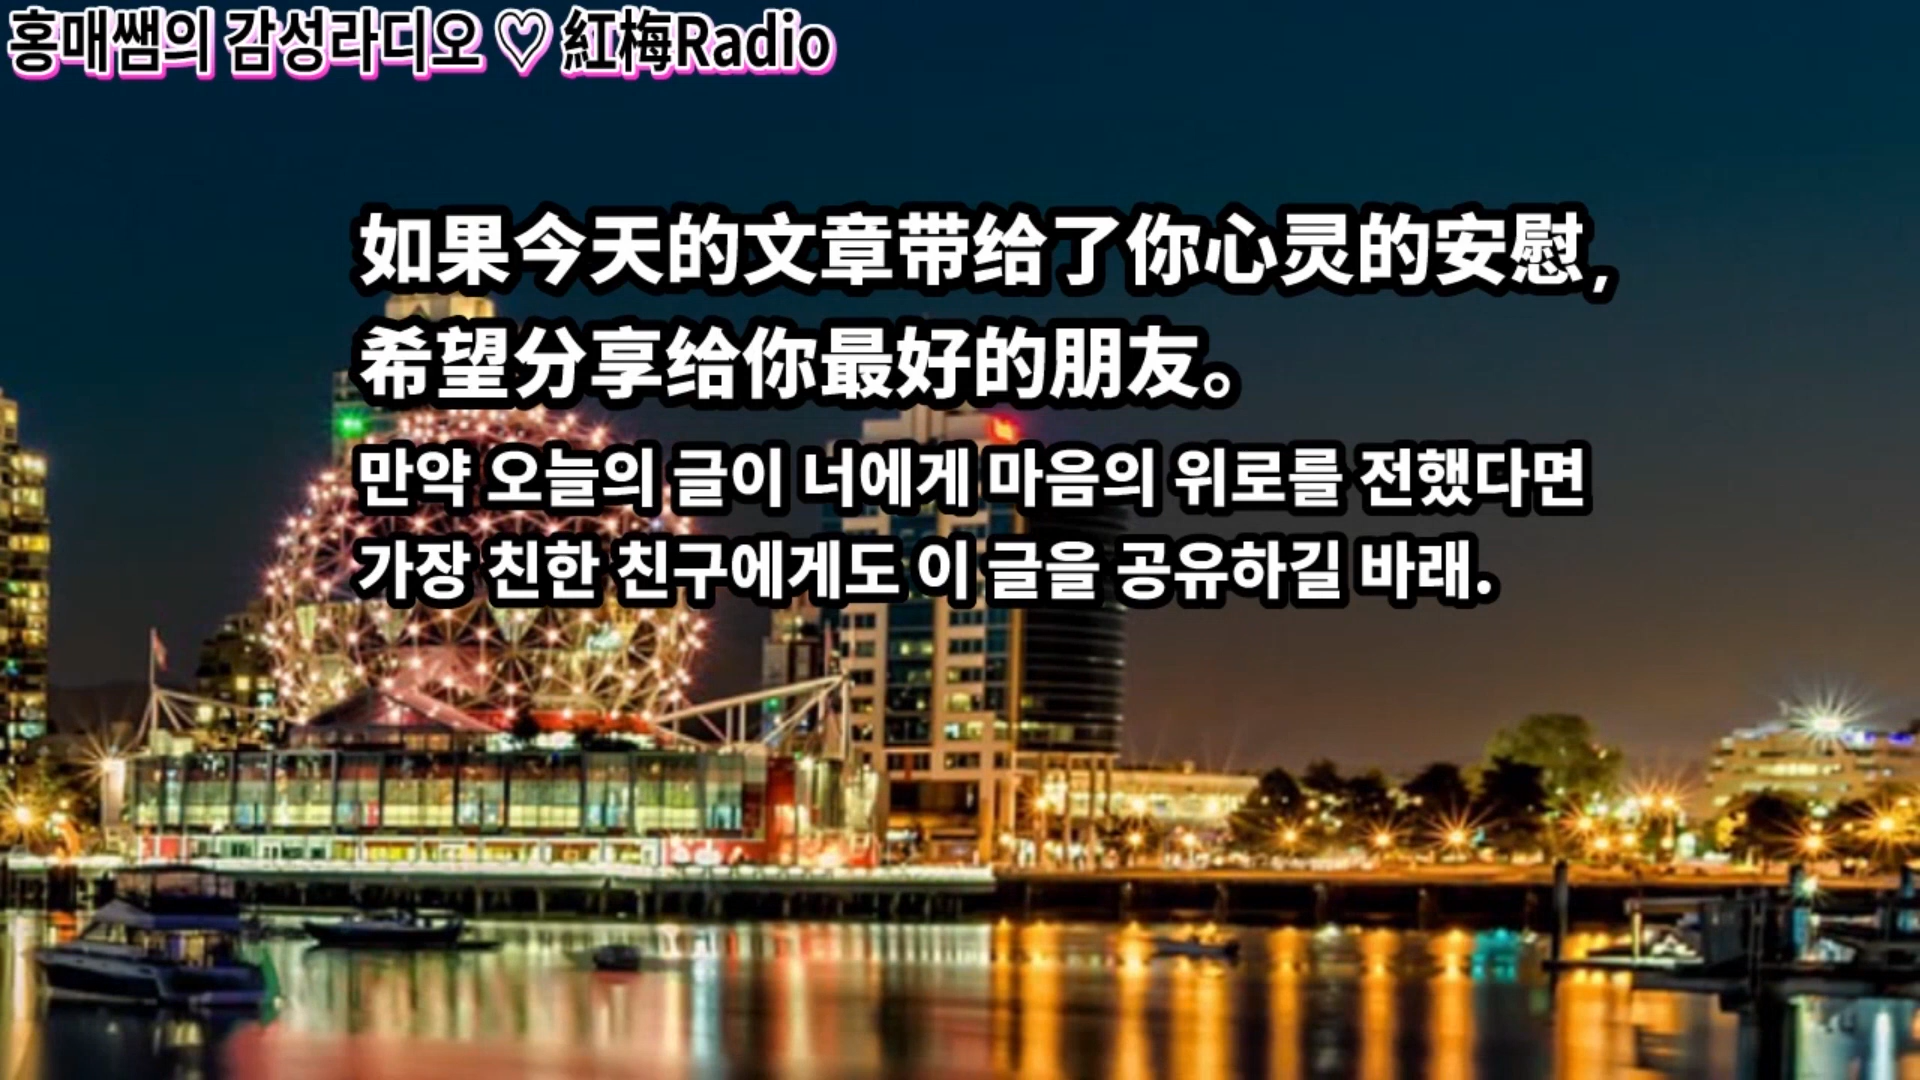 홍매쌤의 감성라디오 ♡ 紅梅Radio
如果今天的文章带给了你心灵的安慰，
希望分享给你最好的朋友。
만약 오늘의 글이 너에게 마음의 위로를 전했다면
가장 친한 친구에게도 이 글을 공유하길 바래.